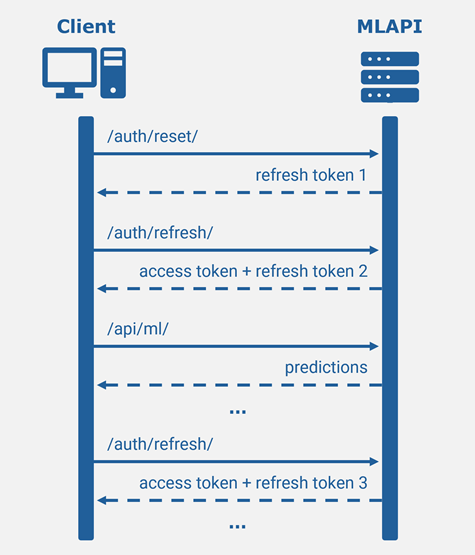 Client
MLAPI
/auth/reset/
refresh token 1
/auth/refresh/
access token + refresh token 2
/api/ml/
predictions
...
/auth/refresh/
access token + refresh token 3
...